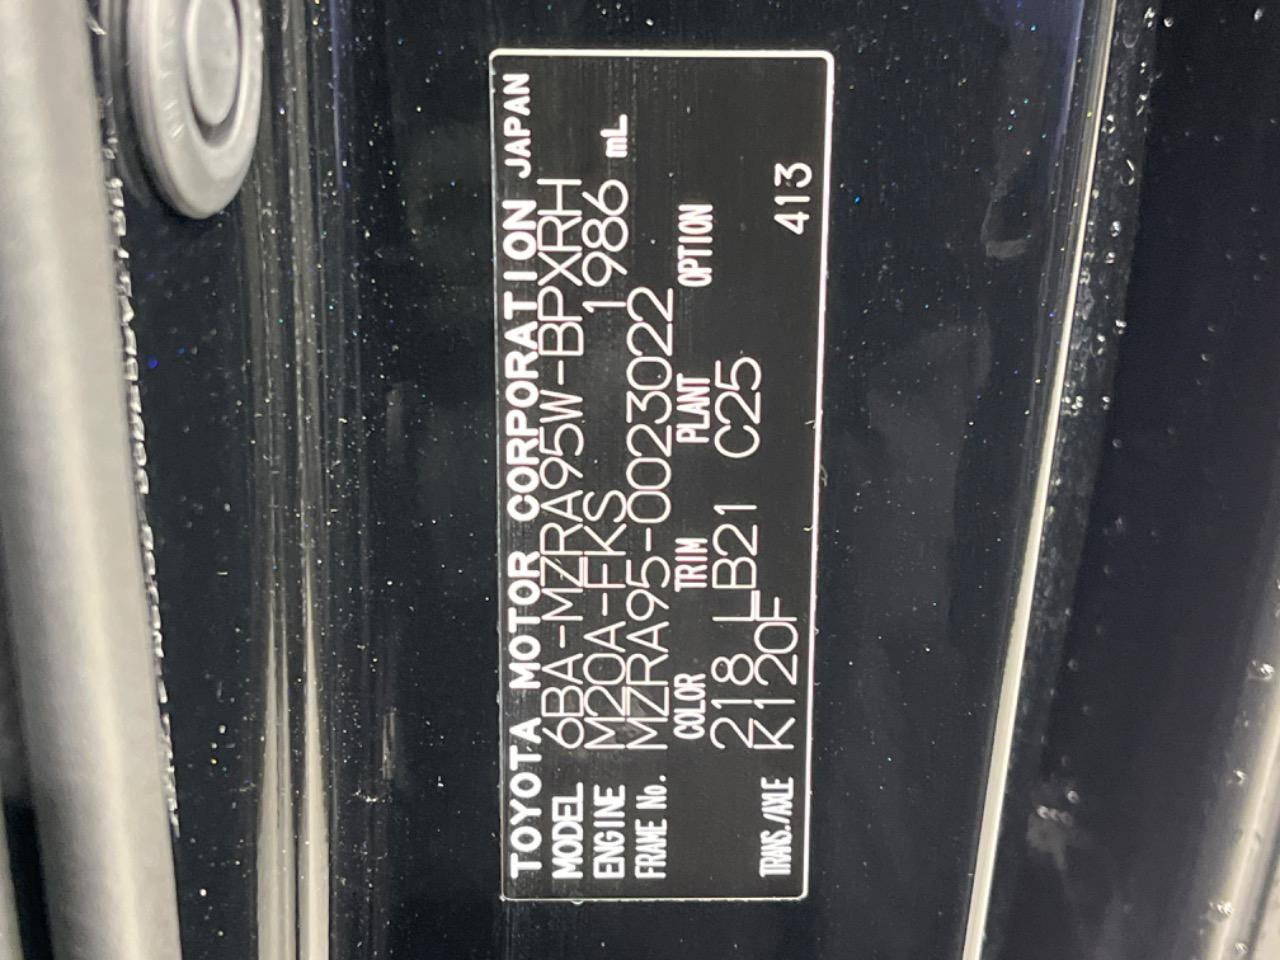 TOYOTA MOTOR CORPORATION JAPAN
MODEL 6BA-MZRA95W-BPXRH
ENGINE M20A-FKS 1986 mL
FRAME No. MZRA95-0023022
COLOR TRIM PLANT OPTION
218 LB21 C25
TRANS./AXLE K120F 413